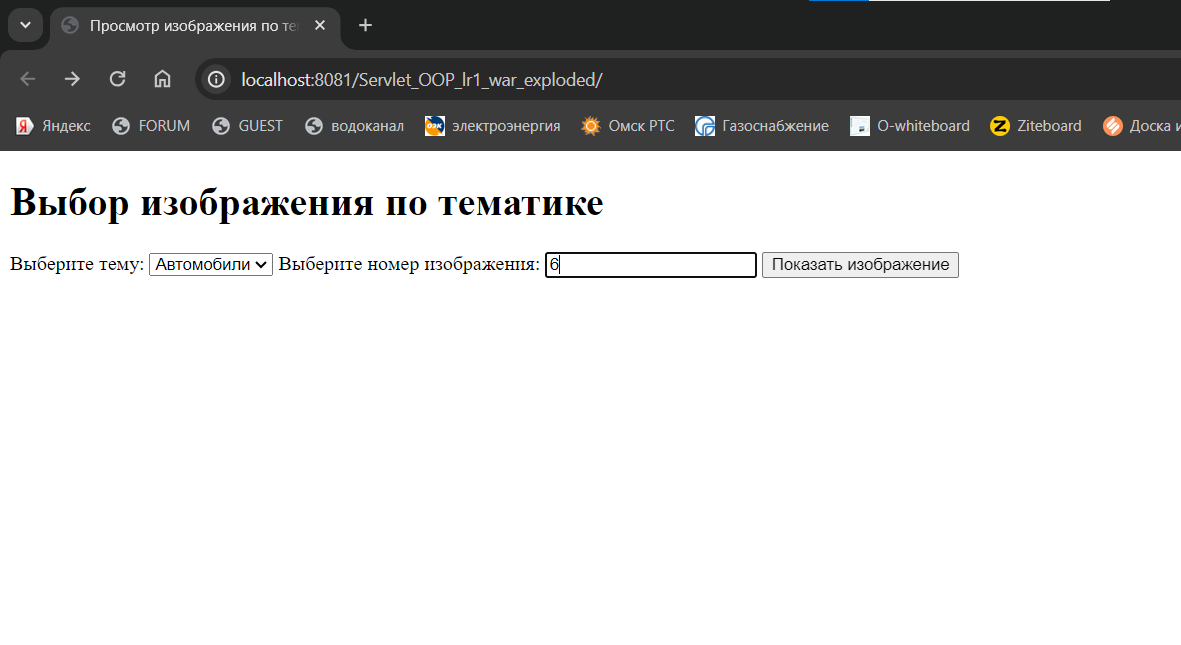 Просмотр изображения по те
localhost:8081/Servlet_OOP_lr1_war_exploded/
Яндекс FORUM GUEST водоканал электроэнергия Омск РТС Газоснабжение O-whiteboard Ziteboard Доска и
Выбор изображения по тематике
Выберите тему: Автомобили Выберите номер изображения: 6 Показать изображение